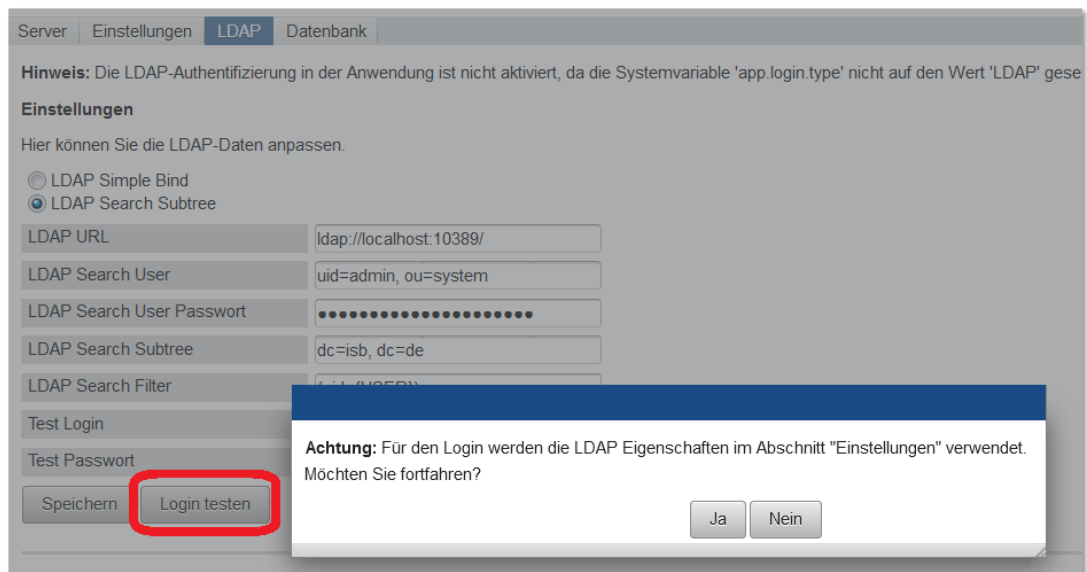 Server Einstellungen LDAP Datenbank
Hinweis: Die LDAP-Authentifizierung in der Anwendung ist nicht aktiviert, da die Systemvariable 'app.login.type' nicht auf den Wert 'LDAP' gese
Einstellungen
Hier können Sie die LDAP-Daten anpassen.
LDAP Simple Bind
LDAP Search Subtree
LDAP URL ldap://localhost:10389/
LDAP Search User uid=admin, ou=system
LDAP Search User Passwort ●●●●●●●●●●●●●●●●●●●●●
LDAP Search Subtree dc=isb, dc=de
LDAP Search Filter
Test Login
Test Passwort
Speichern Login testen
Achtung: Für den Login werden die LDAP Eigenschaften im Abschnitt "Einstellungen" verwendet.
Möchten Sie fortfahren?
Ja Nein